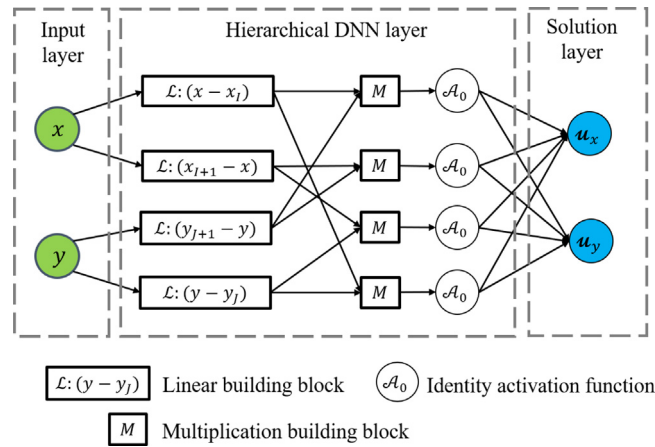 Input layer
Hierarchical DNN layer
Solution layer
x
y
ℒ: (x − x_I)
ℒ: (x_{I+1} − x)
ℒ: (y_{J+1} − y)
ℒ: (y − y_J)
M
M
M
M
𝒜₀
𝒜₀
𝒜₀
𝒜₀
u_x
u_y
ℒ: (y − y_J)
Linear building block
𝒜₀
Identity activation function
M
Multiplication building block